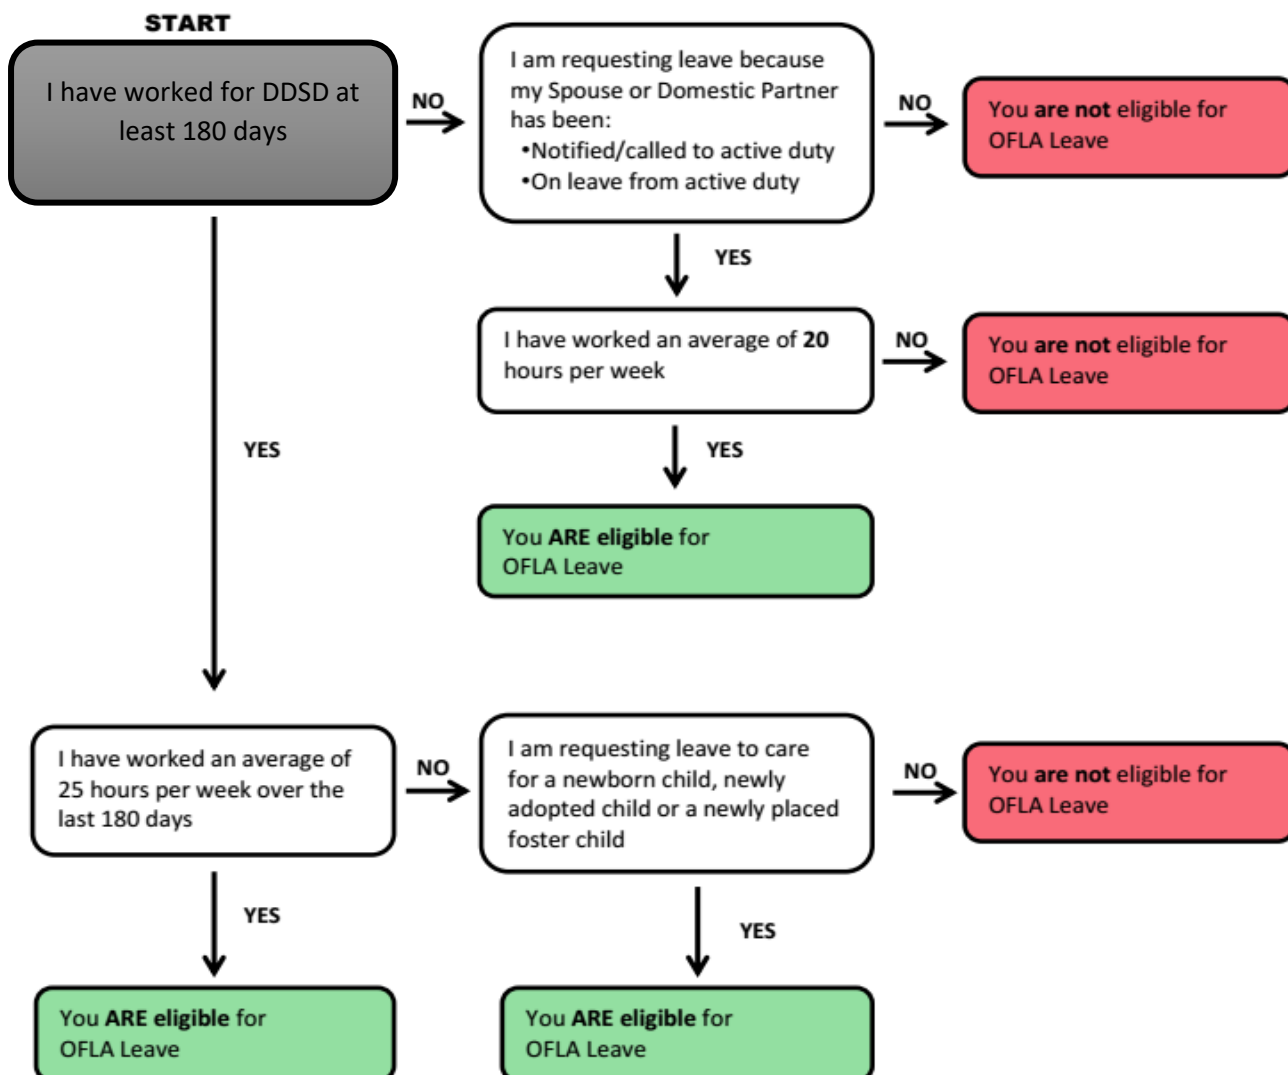 START
I have worked for DDSD at
least 180 days
NO
I am requesting leave because
my Spouse or Domestic Partner
has been:
•Notified/called to active duty
•On leave from active duty
NO
You are not eligible for
OFLA Leave
YES
I have worked an average of 20
hours per week
NO
You are not eligible for
OFLA Leave
YES
YES
You ARE eligible for
OFLA Leave
I have worked an average of
25 hours per week over the
last 180 days
NO
I am requesting leave to care
for a newborn child, newly
adopted child or a newly placed
foster child
NO
You are not eligible for
OFLA Leave
YES
YES
You ARE eligible for
OFLA Leave
You ARE eligible for
OFLA Leave